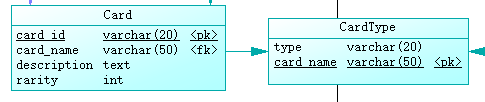 Card
card_id varchar(20) <pk>
card_name varchar(50) <fk>
description text
rarity int
CardType
type varchar(20)
card_name varchar(50) <pk>